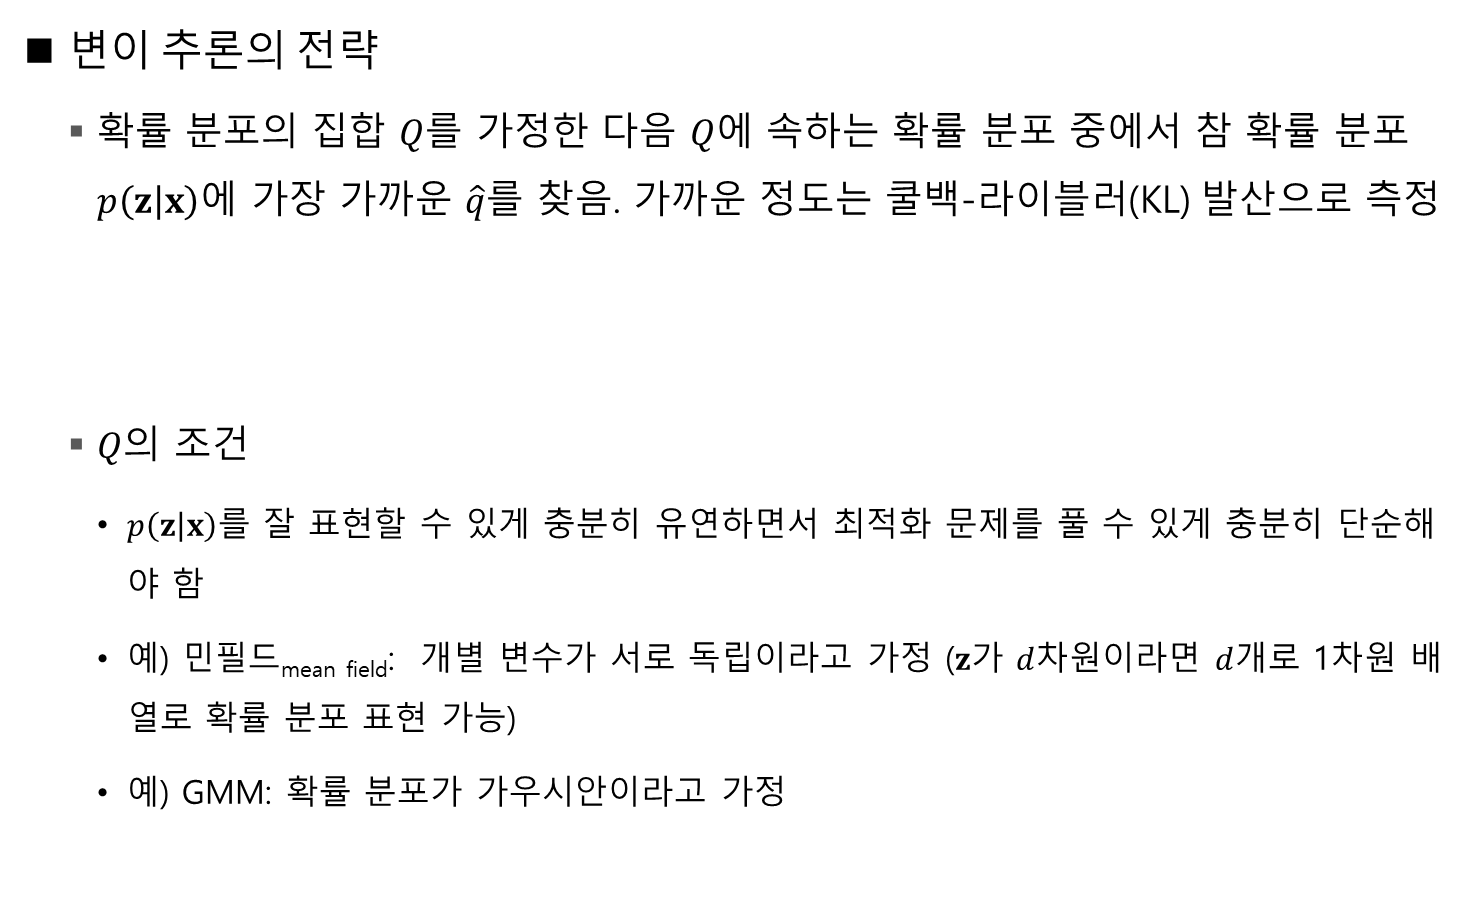 ■ 변이 추론의 전략
▪ 확률 분포의 집합 𝑄를 가정한 다음 𝑄에 속하는 확률 분포 중에서 참 확률 분포
𝑝(𝐳|𝐱)에 가장 가까운 𝑞̂를 찾음. 가까운 정도는 쿨백-라이블러(KL) 발산으로 측정
▪ 𝑄의 조건
• 𝑝(𝐳|𝐱)를 잘 표현할 수 있게 충분히 유연하면서 최적화 문제를 풀 수 있게 충분히 단순해
야 함
• 예) 민필드mean field: 개별 변수가 서로 독립이라고 가정 (𝐳가 𝑑차원이라면 𝑑개로 1차원 배
열로 확률 분포 표현 가능)
• 예) GMM: 확률 분포가 가우시안이라고 가정